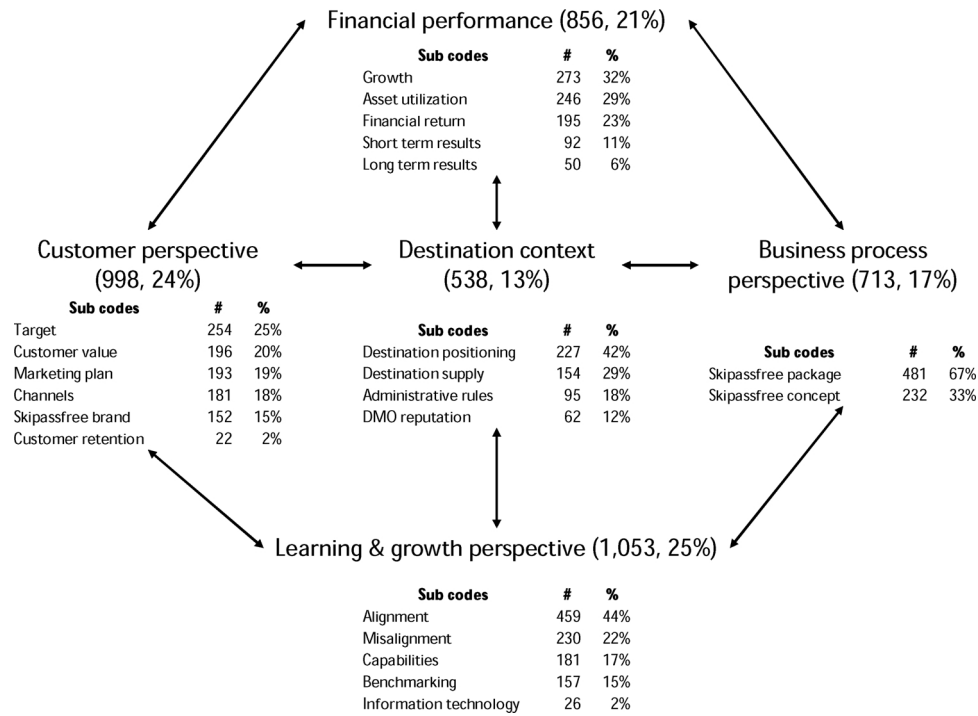 Financial performance (856, 21%)
Sub codes # %
Growth 273 32%
Asset utilization 246 29%
Financial return 195 23%
Short term results 92 11%
Long term results 50 6%
Customer perspective
(998, 24%)
Sub codes # %
Target 254 25%
Customer value 196 20%
Marketing plan 193 19%
Channels 181 18%
Skipassfree brand 152 15%
Customer retention 22 2%
Destination context
(538, 13%)
Sub codes # %
Destination positioning 227 42%
Destination supply 154 29%
Administrative rules 95 18%
DMO reputation 62 12%
Business process
perspective (713, 17%)
Sub codes # %
Skipassfree package 481 67%
Skipassfree concept 232 33%
Learning & growth perspective (1,053, 25%)
Sub codes # %
Alignment 459 44%
Misalignment 230 22%
Capabilities 181 17%
Benchmarking 157 15%
Information technology 26 2%